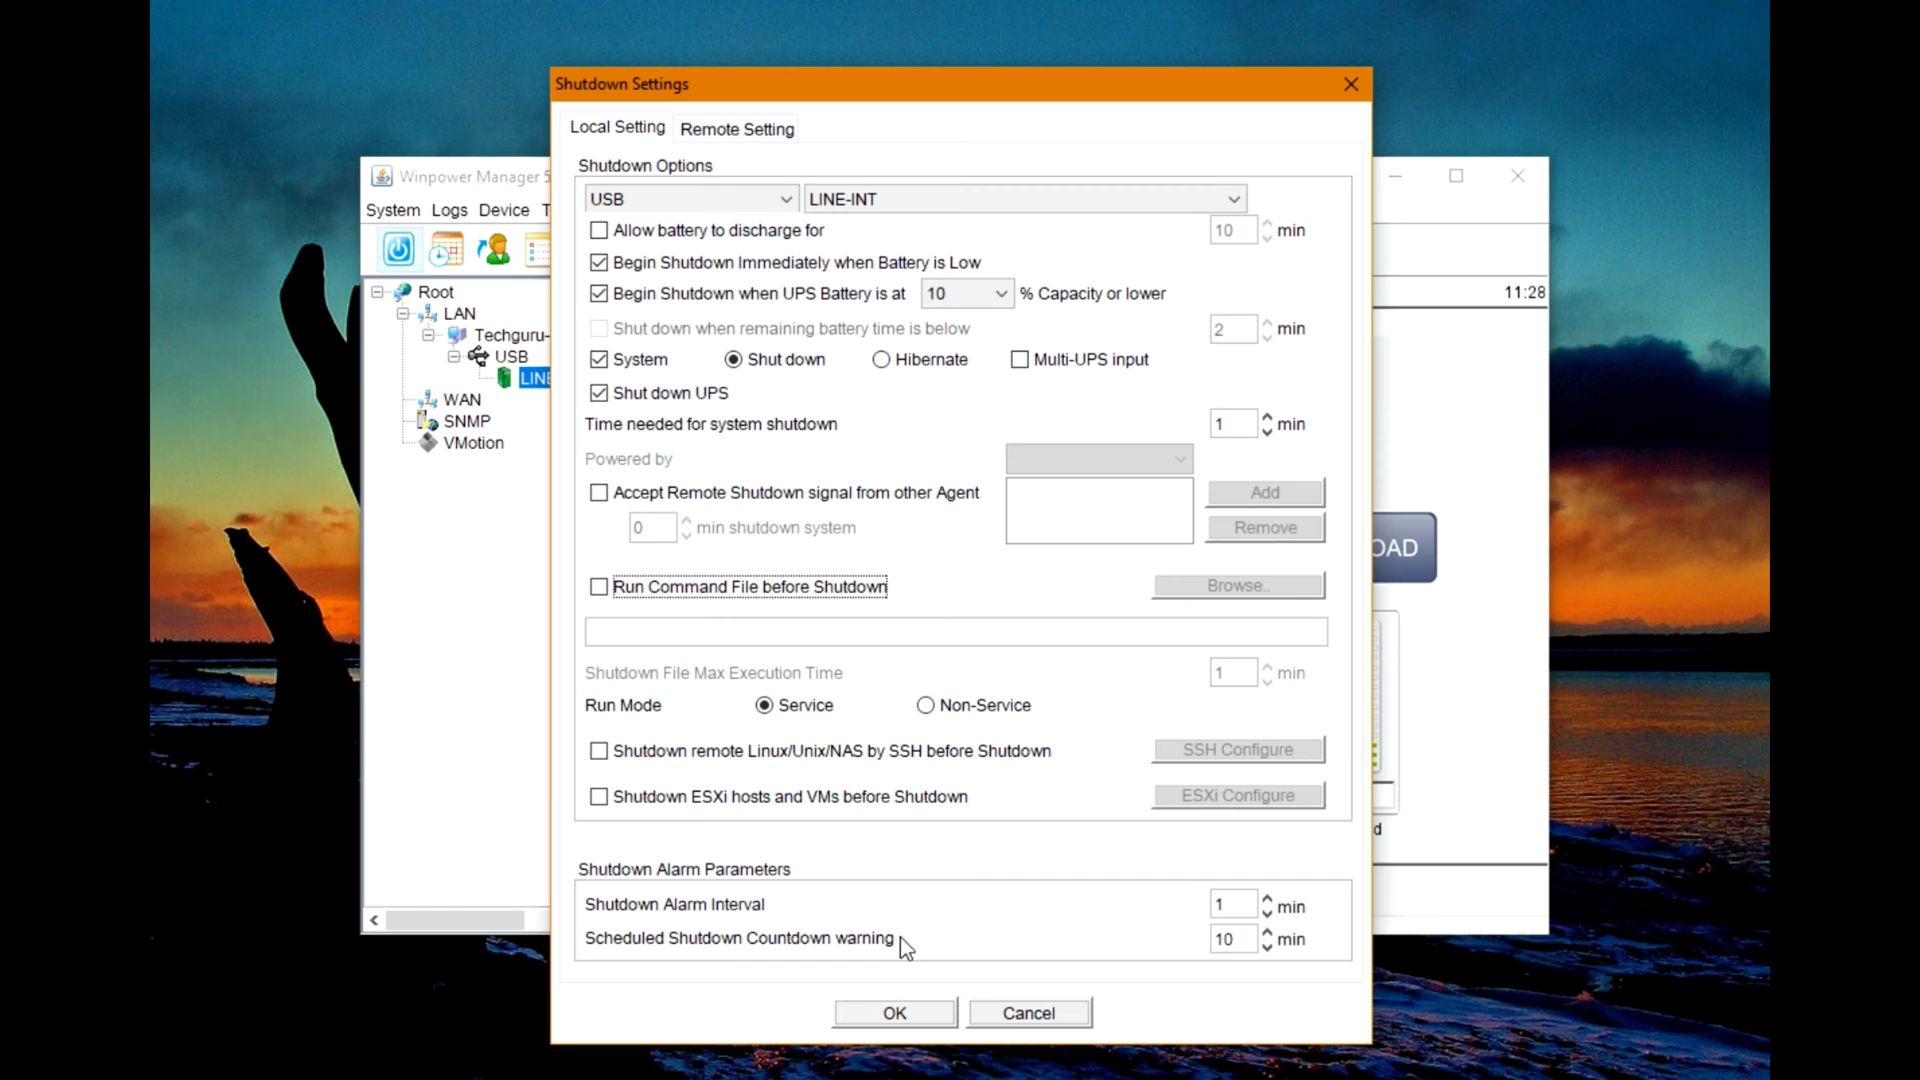 Shutdown Settings
Local Setting Remote Setting
Shutdown Options
USB LINE-INT
Allow battery to discharge for 10 min
Begin Shutdown Immediately when Battery is Low
Begin Shutdown when UPS Battery is at 10 % Capacity or lower
Shut down when remaining battery time is below 2 min
System Shut down Hibernate Multi-UPS input
Shut down UPS
Time needed for system shutdown 1 min
Powered by
Accept Remote Shutdown signal from other Agent Add
0 min shutdown system Remove
Run Command File before Shutdown Browse..
Shutdown File Max Execution Time 1 min
Run Mode Service Non-Service
Shutdown remote Linux/Unix/NAS by SSH before Shutdown SSH Configure
Shutdown ESXi hosts and VMs before Shutdown ESXi Configure
Shutdown Alarm Parameters
Shutdown Alarm Interval 1 min
Scheduled Shutdown Countdown warning 10 min
OK Cancel
Winpower Manager 5
System Logs Device T
11:28
Root
LAN
Techguru-
USB
LINE
WAN
SNMP
VMotion
OAD
d